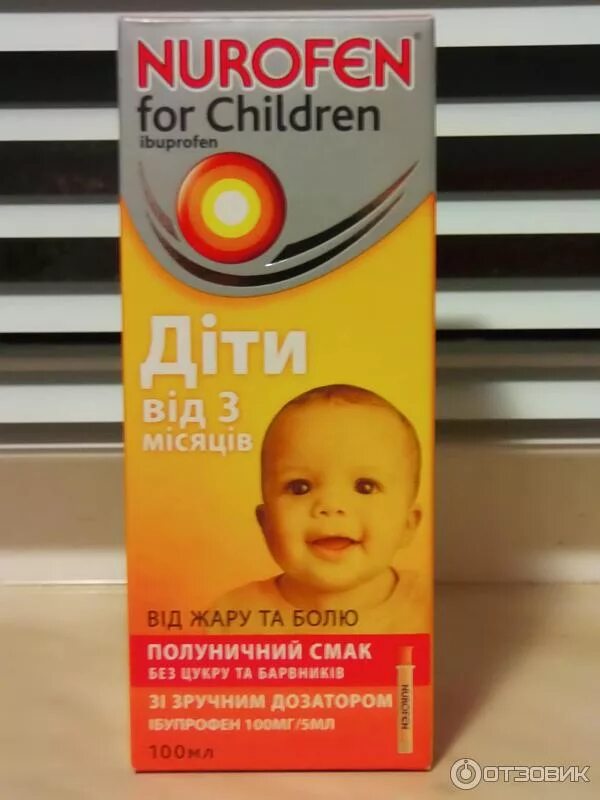 NUROFEN®
for Children
ibuprofen
Діти
від 3
місяців
ВІД ЖАРУ ТА БОЛЮ
ПОЛУНИЧНИЙ СМАК
БЕЗ ЦУКРУ ТА БАРВНИКІВ
ЗІ ЗРУЧНИМ ДОЗАТОРОМ
ІБУПРОФЕН 100МГ/5МЛ
100мл
NUROFEN
ОТЗОВИК